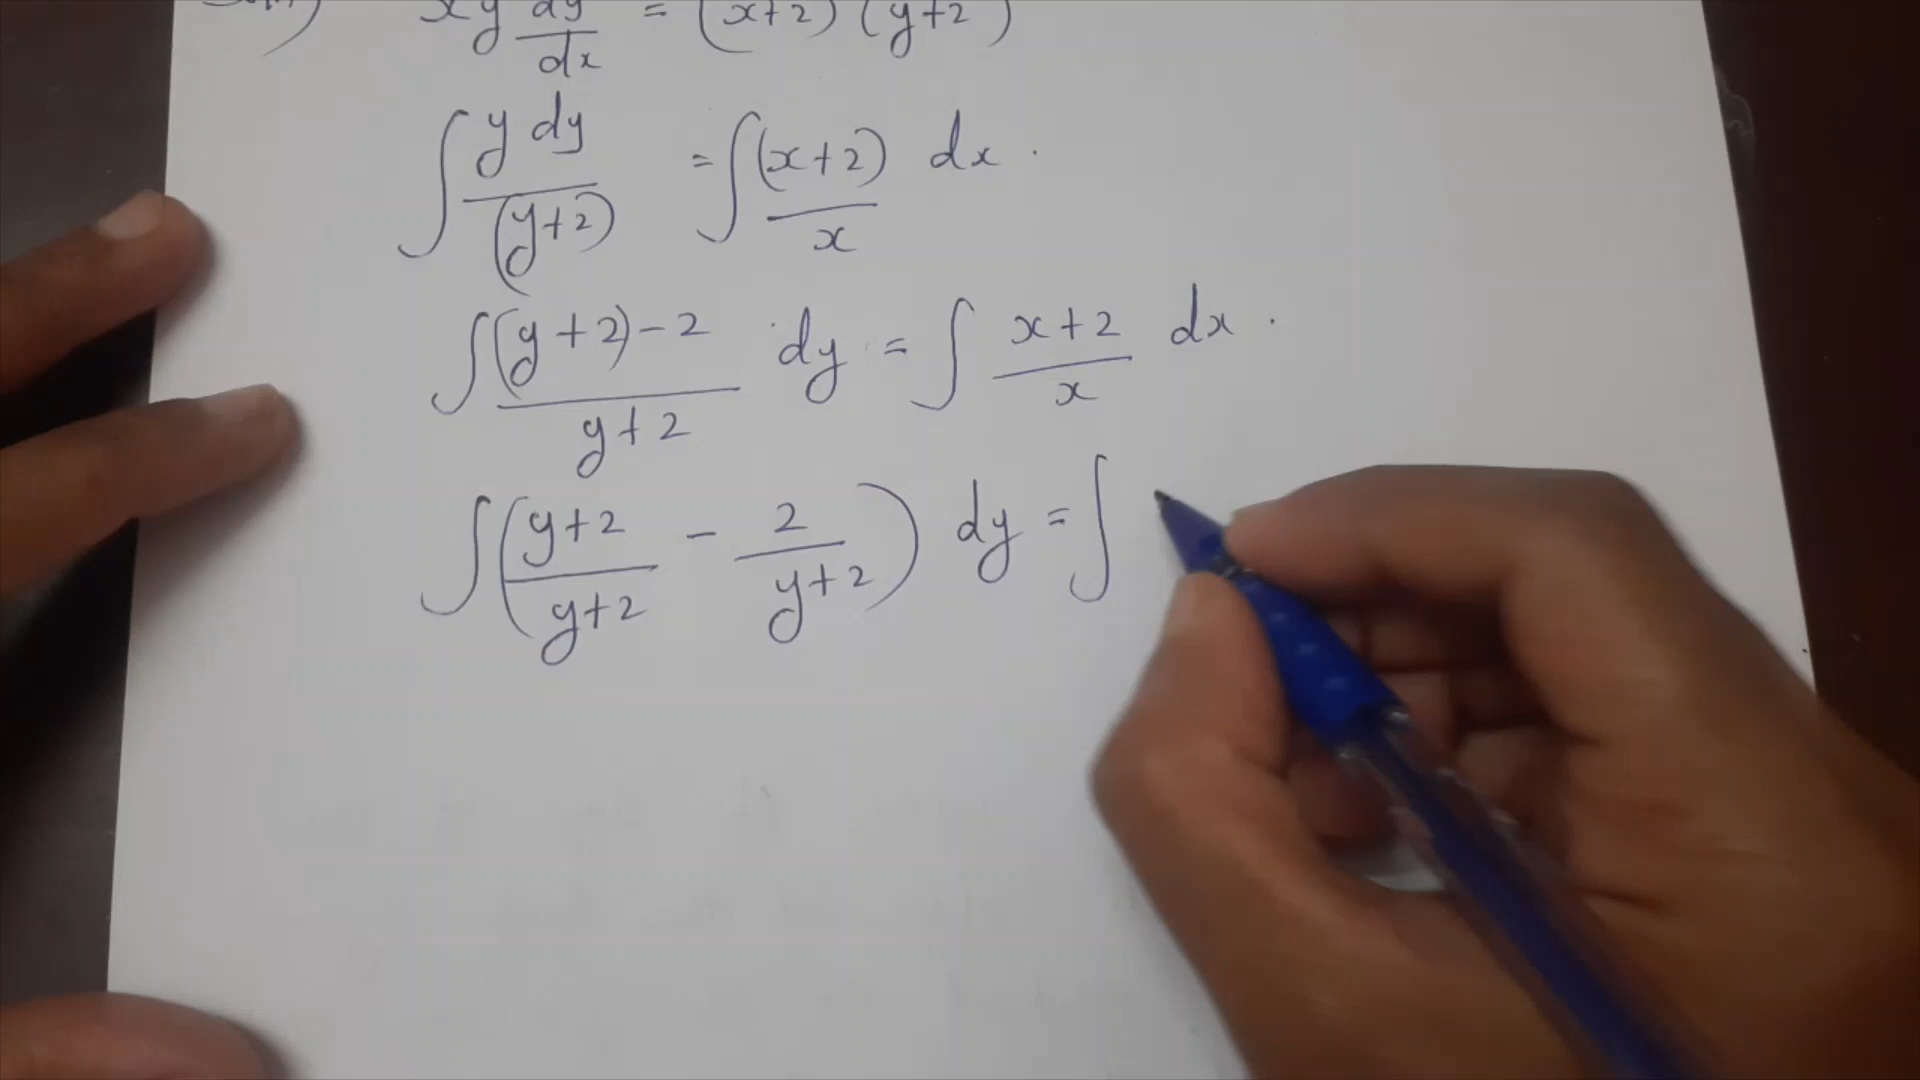 xy dy/dx = (x+2) (y+2)
∫ y dy/(y+2) = ∫ (x+2)/x dx .
∫ (y+2)-2/y+2 dy = ∫ x+2/x dx .
∫ (y+2/y+2 - 2/y+2) dy = ∫